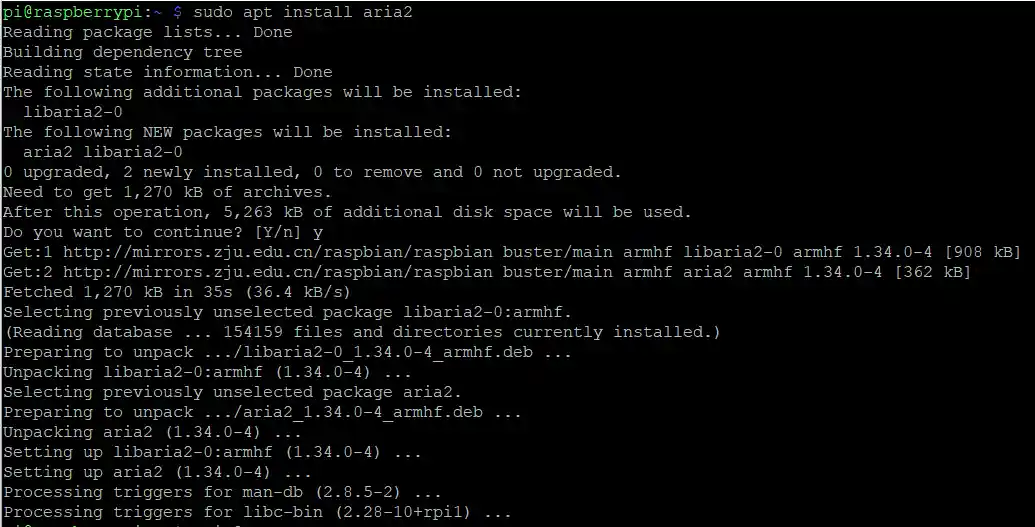 pi@raspberrypi:~ $ sudo apt install aria2
Reading package lists... Done
Building dependency tree
Reading state information... Done
The following additional packages will be installed:
  libaria2-0
The following NEW packages will be installed:
  aria2 libaria2-0
0 upgraded, 2 newly installed, 0 to remove and 0 not upgraded.
Need to get 1,270 kB of archives.
After this operation, 5,263 kB of additional disk space will be used.
Do you want to continue? [Y/n] y
Get:1 http://mirrors.zju.edu.cn/raspbian/raspbian buster/main armhf libaria2-0 armhf 1.34.0-4 [908 kB]
Get:2 http://mirrors.zju.edu.cn/raspbian/raspbian buster/main armhf aria2 armhf 1.34.0-4 [362 kB]
Fetched 1,270 kB in 35s (36.4 kB/s)
Selecting previously unselected package libaria2-0:armhf.
(Reading database ... 154159 files and directories currently installed.)
Preparing to unpack .../libaria2-0_1.34.0-4_armhf.deb ...
Unpacking libaria2-0:armhf (1.34.0-4) ...
Selecting previously unselected package aria2.
Preparing to unpack .../aria2_1.34.0-4_armhf.deb ...
Unpacking aria2 (1.34.0-4) ...
Setting up libaria2-0:armhf (1.34.0-4) ...
Setting up aria2 (1.34.0-4) ...
Processing triggers for man-db (2.8.5-2) ...
Processing triggers for libc-bin (2.28-10+rpi1) ...